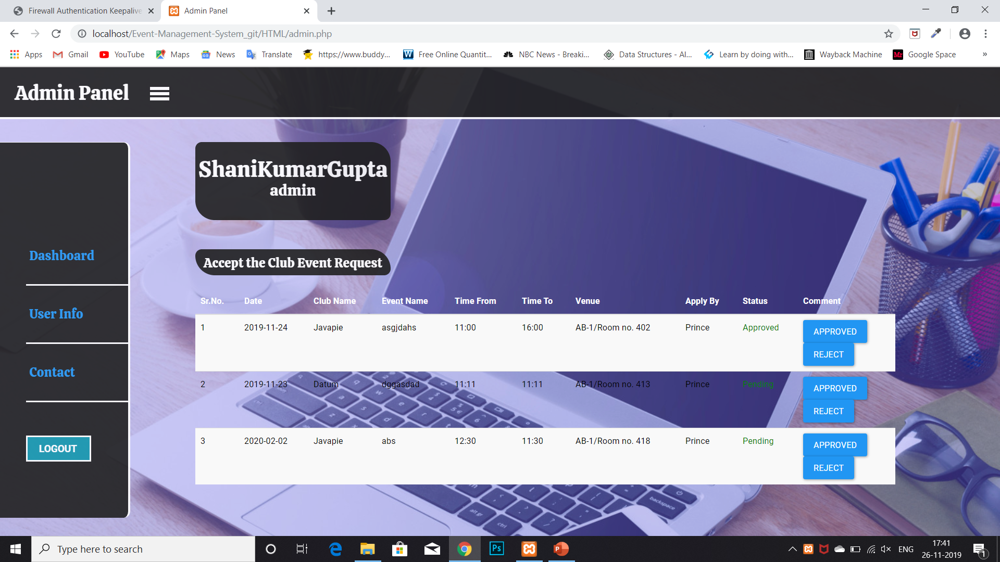 Firewall Authentication Keepalive
Admin Panel
localhost/Event-Management-System_git/HTML/admin.php
Apps Gmail YouTube Maps News Translate https://www.buddy... Free Online Quantit... NBC News - Breaki... Data Structures - Al... Learn by doing with... Wayback Machine Google Space »
Admin Panel
ShaniKumarGupta
admin
Dashboard
User Info
Contact
LOGOUT
Accept the Club Event Request
Sr.No. Date Club Name Event Name Time From Time To Venue Apply By Status Comment
1 2019-11-24 Javapie asgjdahs 11:00 16:00 AB-1/Room no. 402 Prince Approved APPROVED
REJECT
2 2019-11-23 Datum dggasdad 11:11 11:11 AB-1/Room no. 413 Prince Pending APPROVED
REJECT
3 2020-02-02 Javapie abs 12:30 11:30 AB-1/Room no. 418 Prince Pending APPROVED
REJECT
backspace
alt gr
ctrl
Type here to search
Ps
ENG
17:41
26-11-2019
1